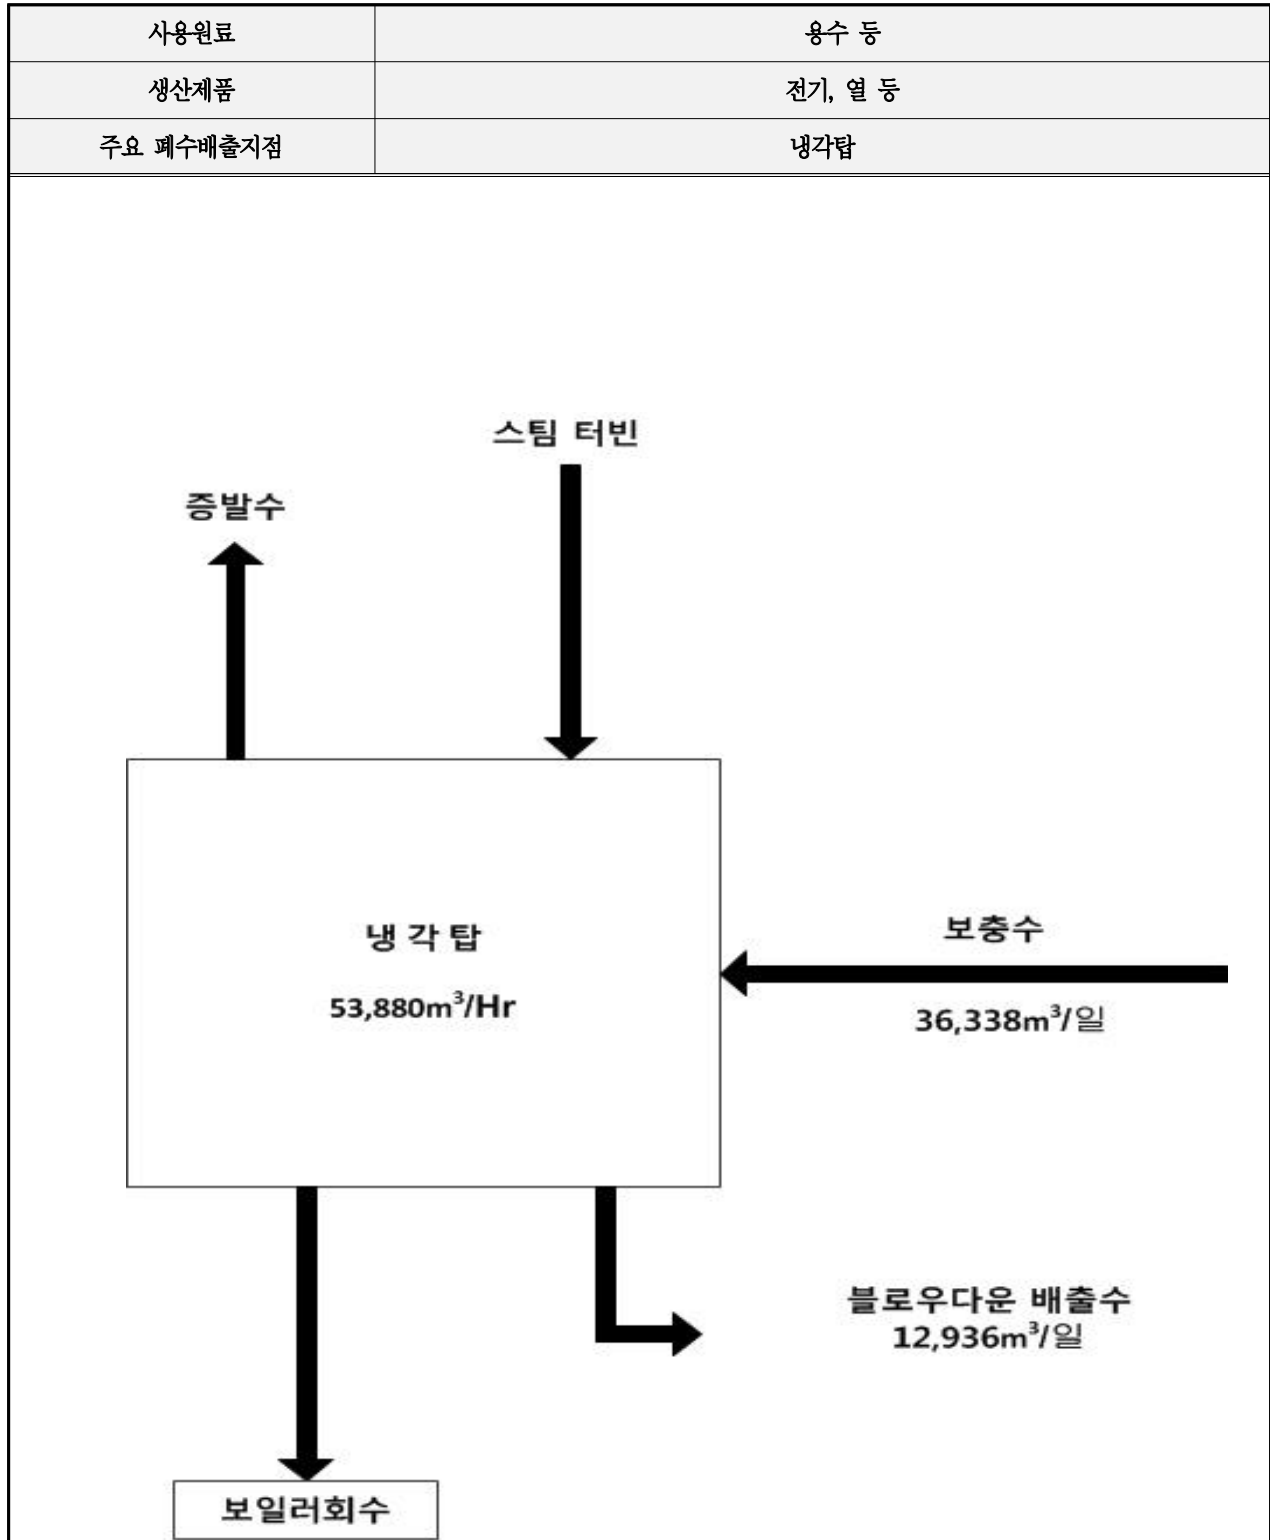 사용원료 용수 등
생산제품 전기, 열 등
주요 폐수배출지점 냉각탑
스팀 터빈
증발수
냉 각 탑
53,880m³/Hr
보충수
36,338m³/일
블로우다운 배출수
12,936m³/일
보일러회수